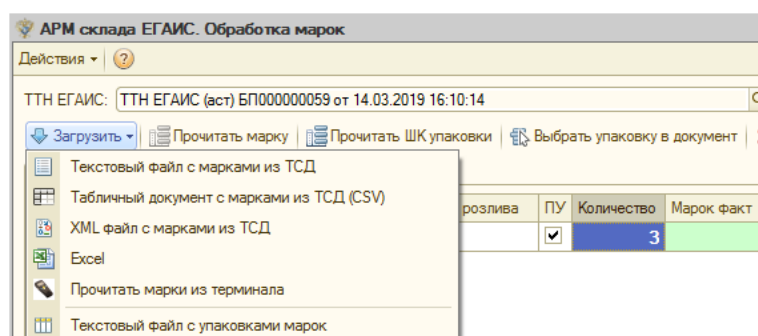 АРМ склада ЕГАИС. Обработка марок
Действия
ТТН ЕГАИС: ТТН ЕГАИС (аст) БП000000059 от 14.03.2019 16:10:14
Загрузить Прочитать марку Прочитать ШК упаковки Выбрать упаковку в документ
Текстовый файл с марками из ТСД
Табличный документ с марками из ТСД (CSV)
розлива ПУ Количество Марок факт
XML файл с марками из ТСД
3
Excel
Прочитать марки из терминала
Текстовый файл с упаковками марок